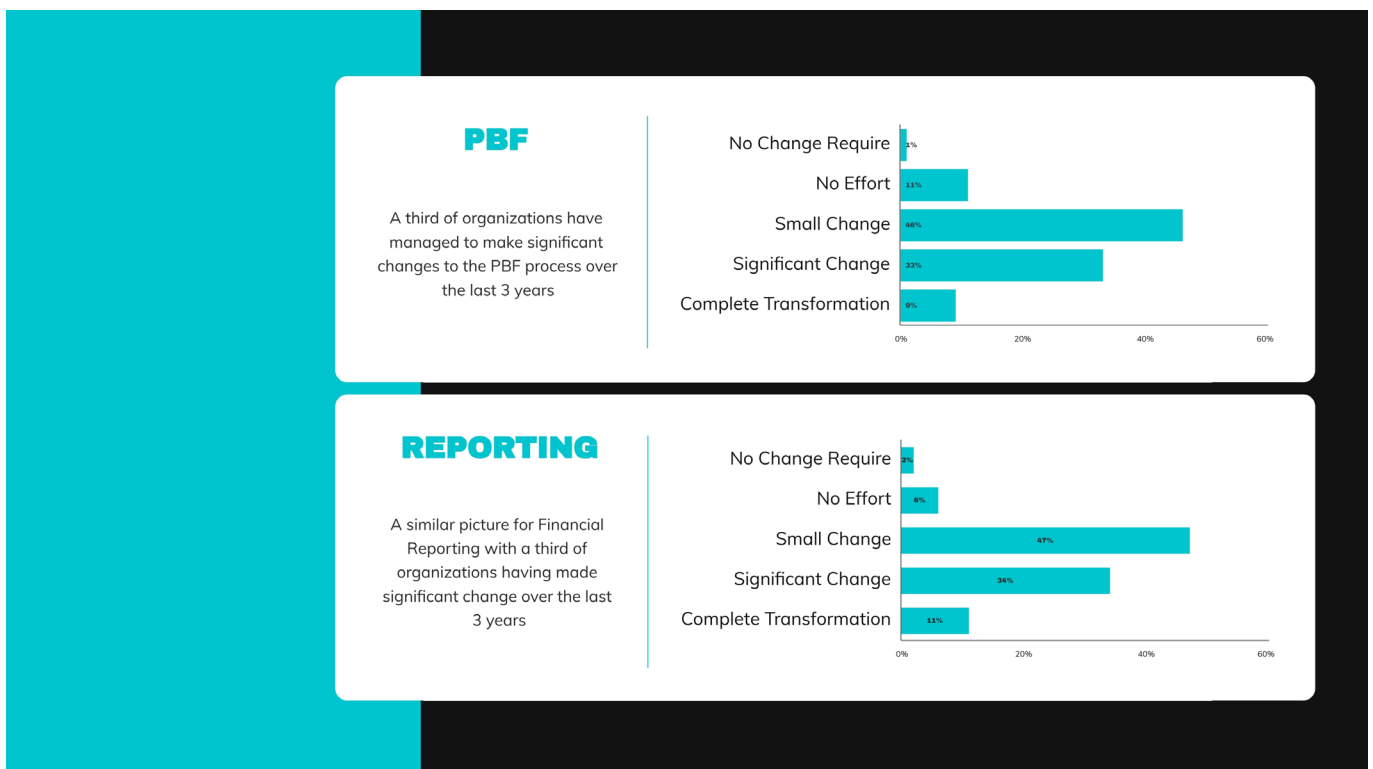 PBF
A third of organizations have
managed to make significant
changes to the PBF process over
the last 3 years
No Change Require
1%
No Effort
11%
Small Change
46%
Significant Change
33%
Complete Transformation
9%
0% 20% 40% 60%
REPORTING
A similar picture for Financial
Reporting with a third of
organizations having made
significant change over the last
3 years
No Change Require
2%
No Effort
6%
Small Change
47%
Significant Change
34%
Complete Transformation
11%
0% 20% 40% 60%